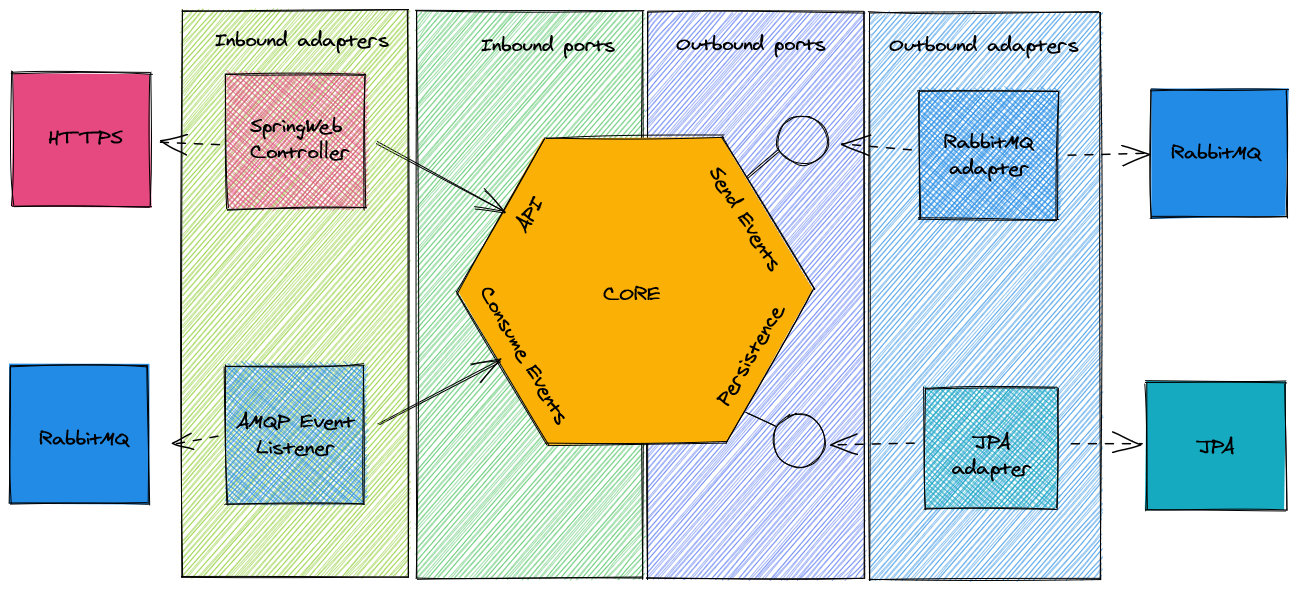 Inbound adapters
Inbound ports
Outbound ports
Outbound adapters
HTTPS
SpringWeb
Controller
API
Send Events
RabbitMQ
adapter
RabbitMQ
CORE
Consume Events
Persistence
RabbitMQ
AMQP Event
Listener
JPA
adapter
JPA